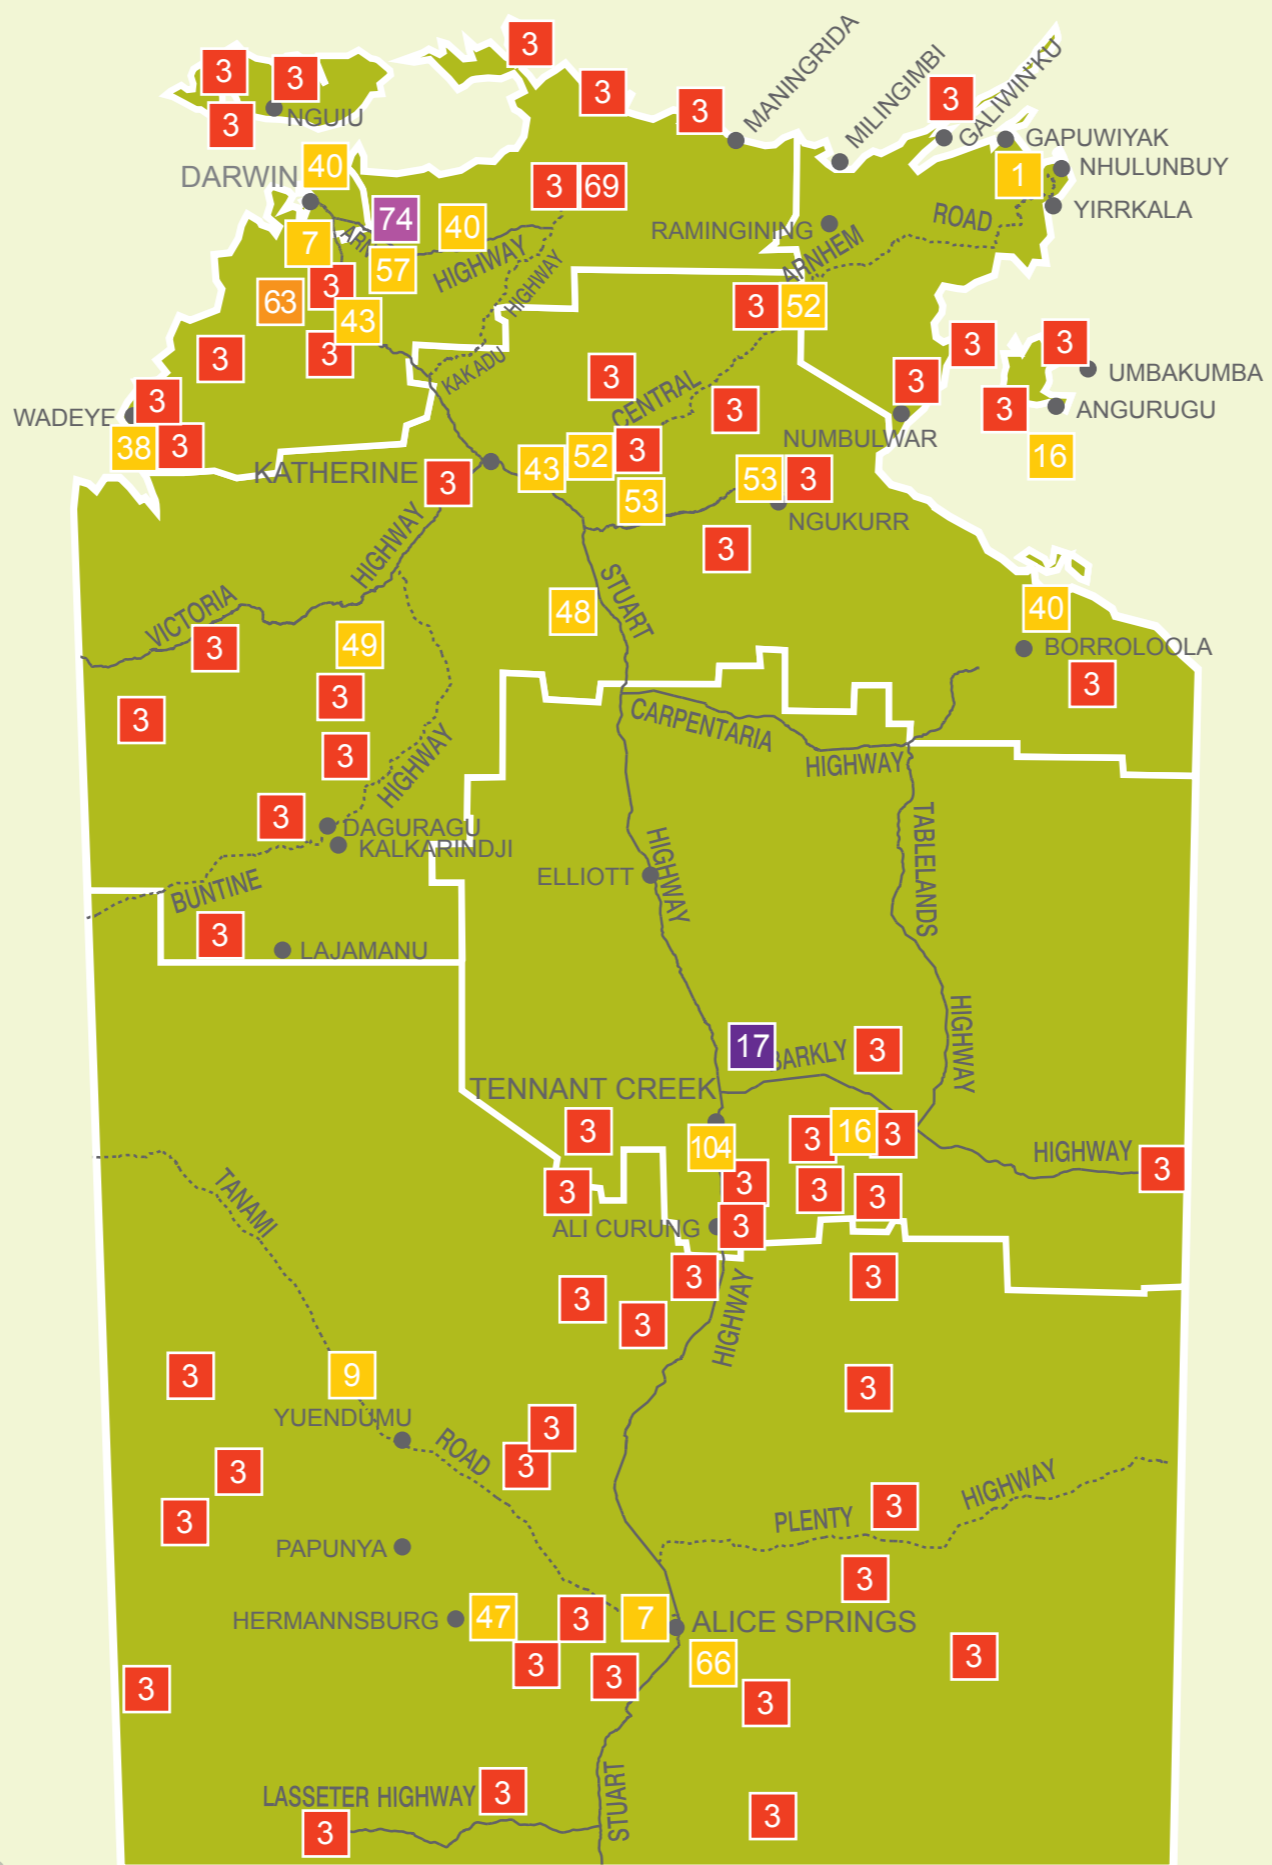 3
3
3
3
3
3
3
MANINGRIDA
MILINGIMBI
GALIWIN'KU
GAPUWIYAK
NHULUNBUY
YIRRKALA
1
NGUIU
DARWIN
40
3
69
74
40
7
57
HIGHWAY
HIGHWAY
RAMINGINING
ARNHEM
ROAD
63
3
43
3
3
3
52
3
3
3
3
UMBAKUMBA
ANGURUGU
16
NUMBULWAR
KAKADU
3
CENTRAL
3
WADEYE
3
38
3
KATHERINE
3
43
52
3
53
53
3
NGUKURR
3
HIGHWAY
VICTORIA
3
49
48
STUART
40
BORROLOOLA
3
3
3
3
CARPENTARIA
HIGHWAY
HIGHWAY
3
DAGURAGU
KALKARINDJI
BUNTINE
ELLIOTT
HIGHWAY
TABLELANDS
3
LAJAMANU
17
BARKLY
3
HIGHWAY
TENNANT CREEK
3
104
3
16
3
HIGHWAY
3
3
3
3
3
ALI CURUNG
3
TANAMI
3
3
3
3
HIGHWAY
3
9
YUENDUMU
3
3
ROAD
3
3
3
PAPUNYA
PLENTY
3
HIGHWAY
3
HERMANNSBURG
47
3
7
ALICE SPRINGS
3
3
66
3
3
3
LASSETER HIGHWAY
3
3
STUART
3